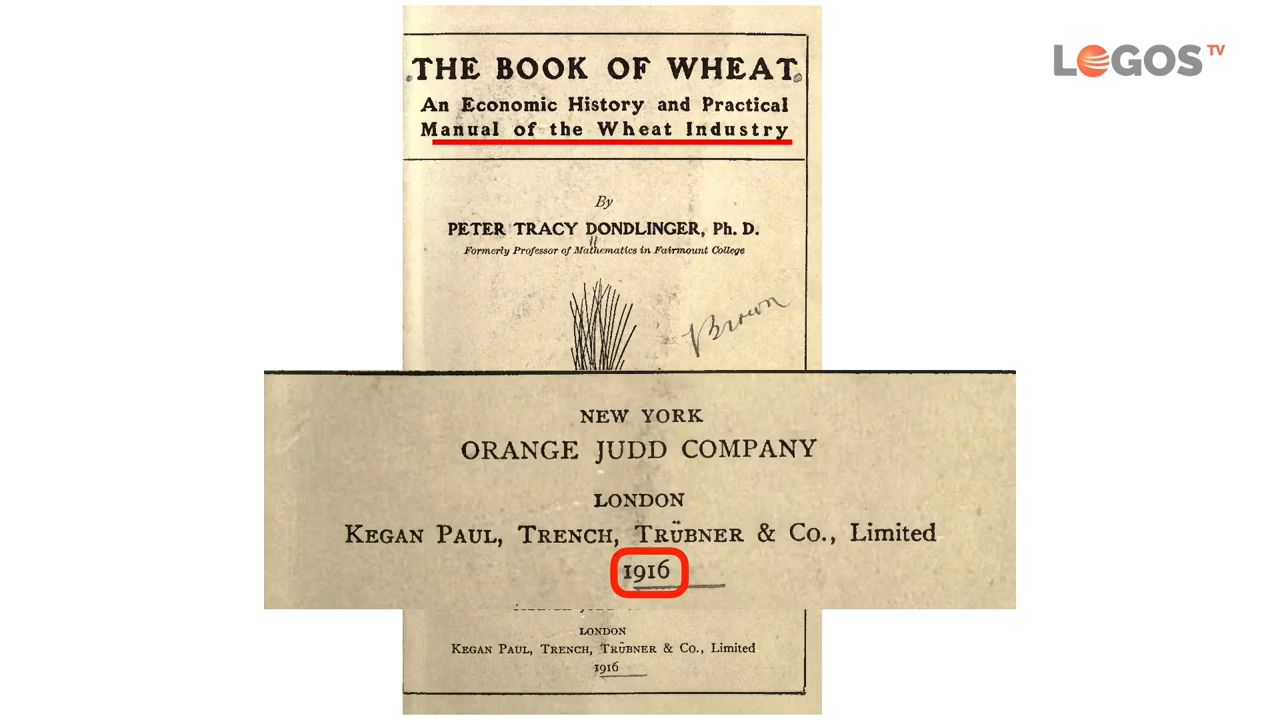 LOGOS TV
THE BOOK OF WHEAT
An Economic History and Practical
Manual of the Wheat Industry
By
PETER TRACY DONDLINGER, Ph. D.
Formerly Professor of Mathematics in Fairmount College
Brown
NEW YORK
ORANGE JUDD COMPANY
LONDON
KEGAN PAUL, TRENCH, TRÜBNER & CO., Limited
1916
LONDON
KEGAN PAUL, TRENCH, TRÜBNER & CO., Limited
1916